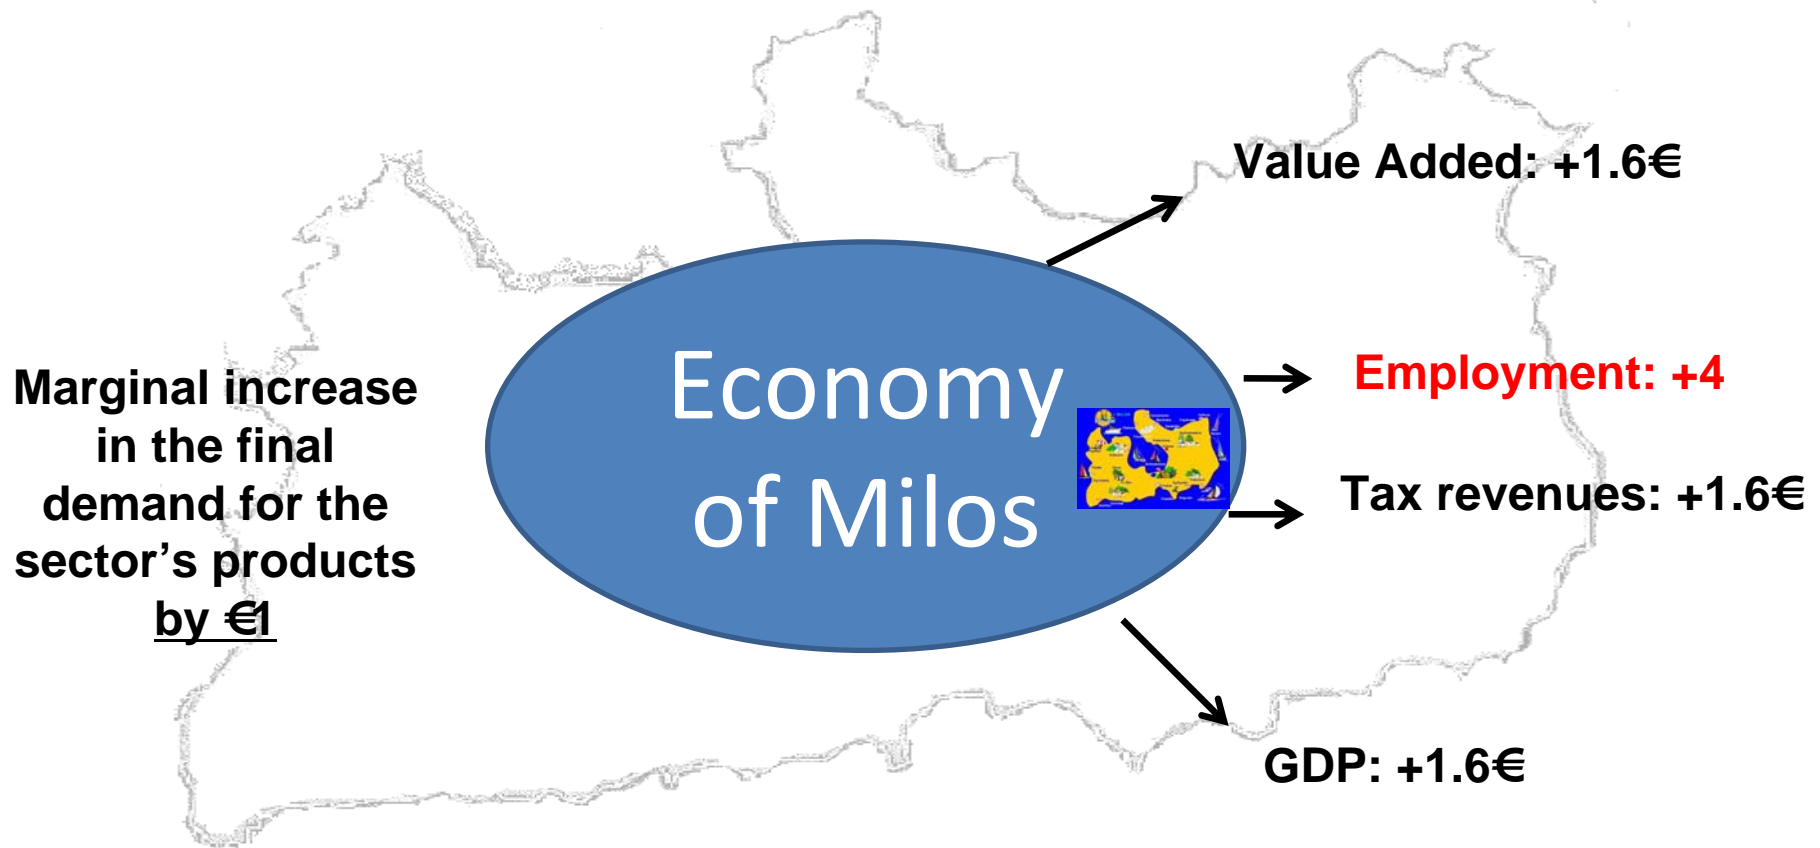 Marginal increase
in the final
demand for the
sector’s products
by €1
Economy
of Milos
Value Added: +1.6€
Employment: +4
Tax revenues: +1.6€
GDP: +1.6€